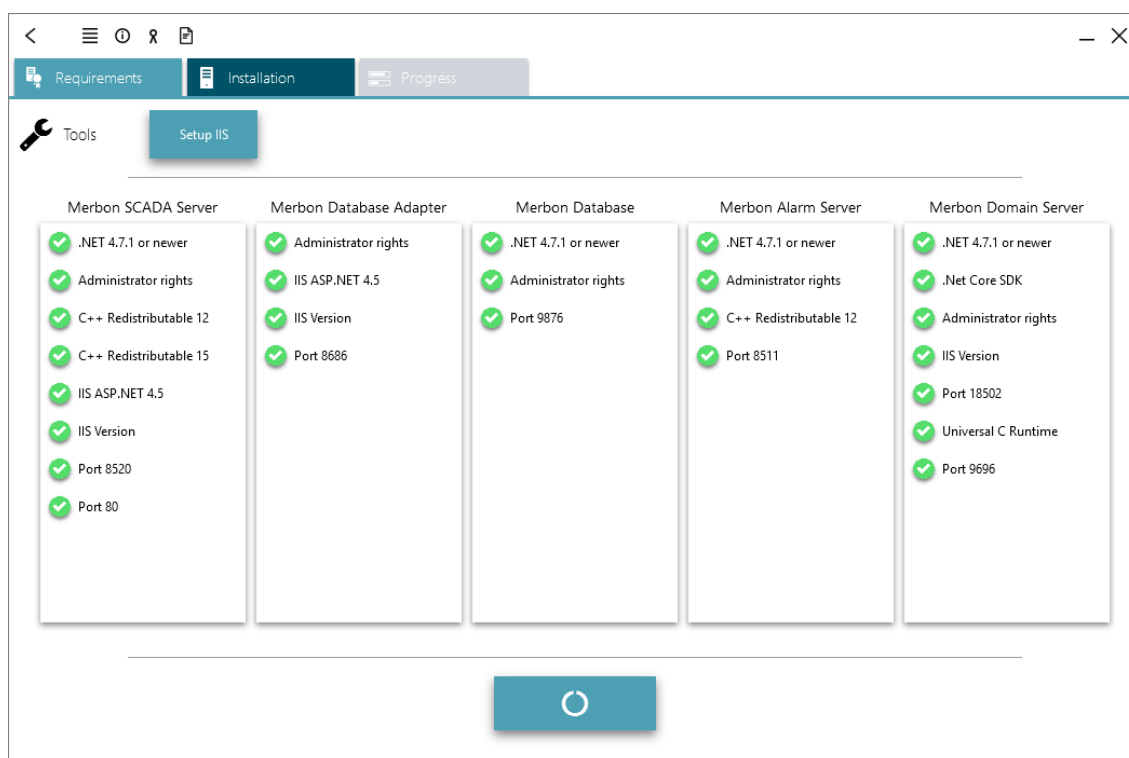 Requirements
Installation
Progress
Tools
Setup IIS
Merbon SCADA Server
.NET 4.7.1 or newer
Administrator rights
C++ Redistributable 12
C++ Redistributable 15
IIS ASP.NET 4.5
IIS Version
Port 8520
Port 80
Merbon Database Adapter
Administrator rights
IIS ASP.NET 4.5
IIS Version
Port 8686
Merbon Database
.NET 4.7.1 or newer
Administrator rights
Port 9876
Merbon Alarm Server
.NET 4.7.1 or newer
Administrator rights
C++ Redistributable 12
Port 8511
Merbon Domain Server
.NET 4.7.1 or newer
.Net Core SDK
Administrator rights
IIS Version
Port 18502
Universal C Runtime
Port 9696